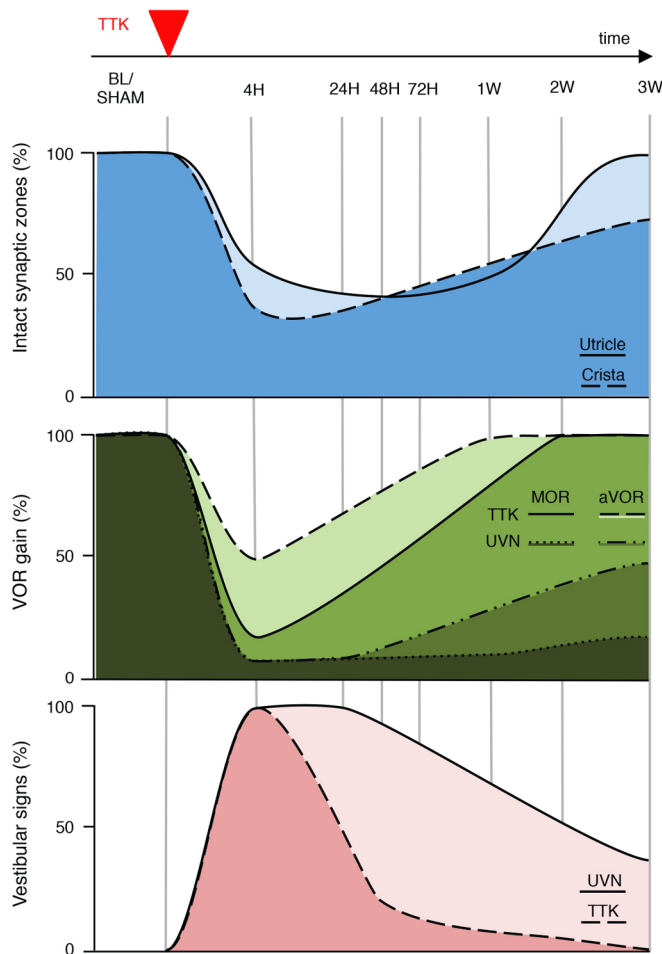 TTK
time
BL/
SHAM
4H
24H
48H
72H
1W
2W
3W
Intact synaptic zones (%)
100
50
0
Utricle
Crista
VOR gain (%)
100
50
0
MOR
aVOR
TTK
UVN
Vestibular signs (%)
100
50
0
UVN
TTK